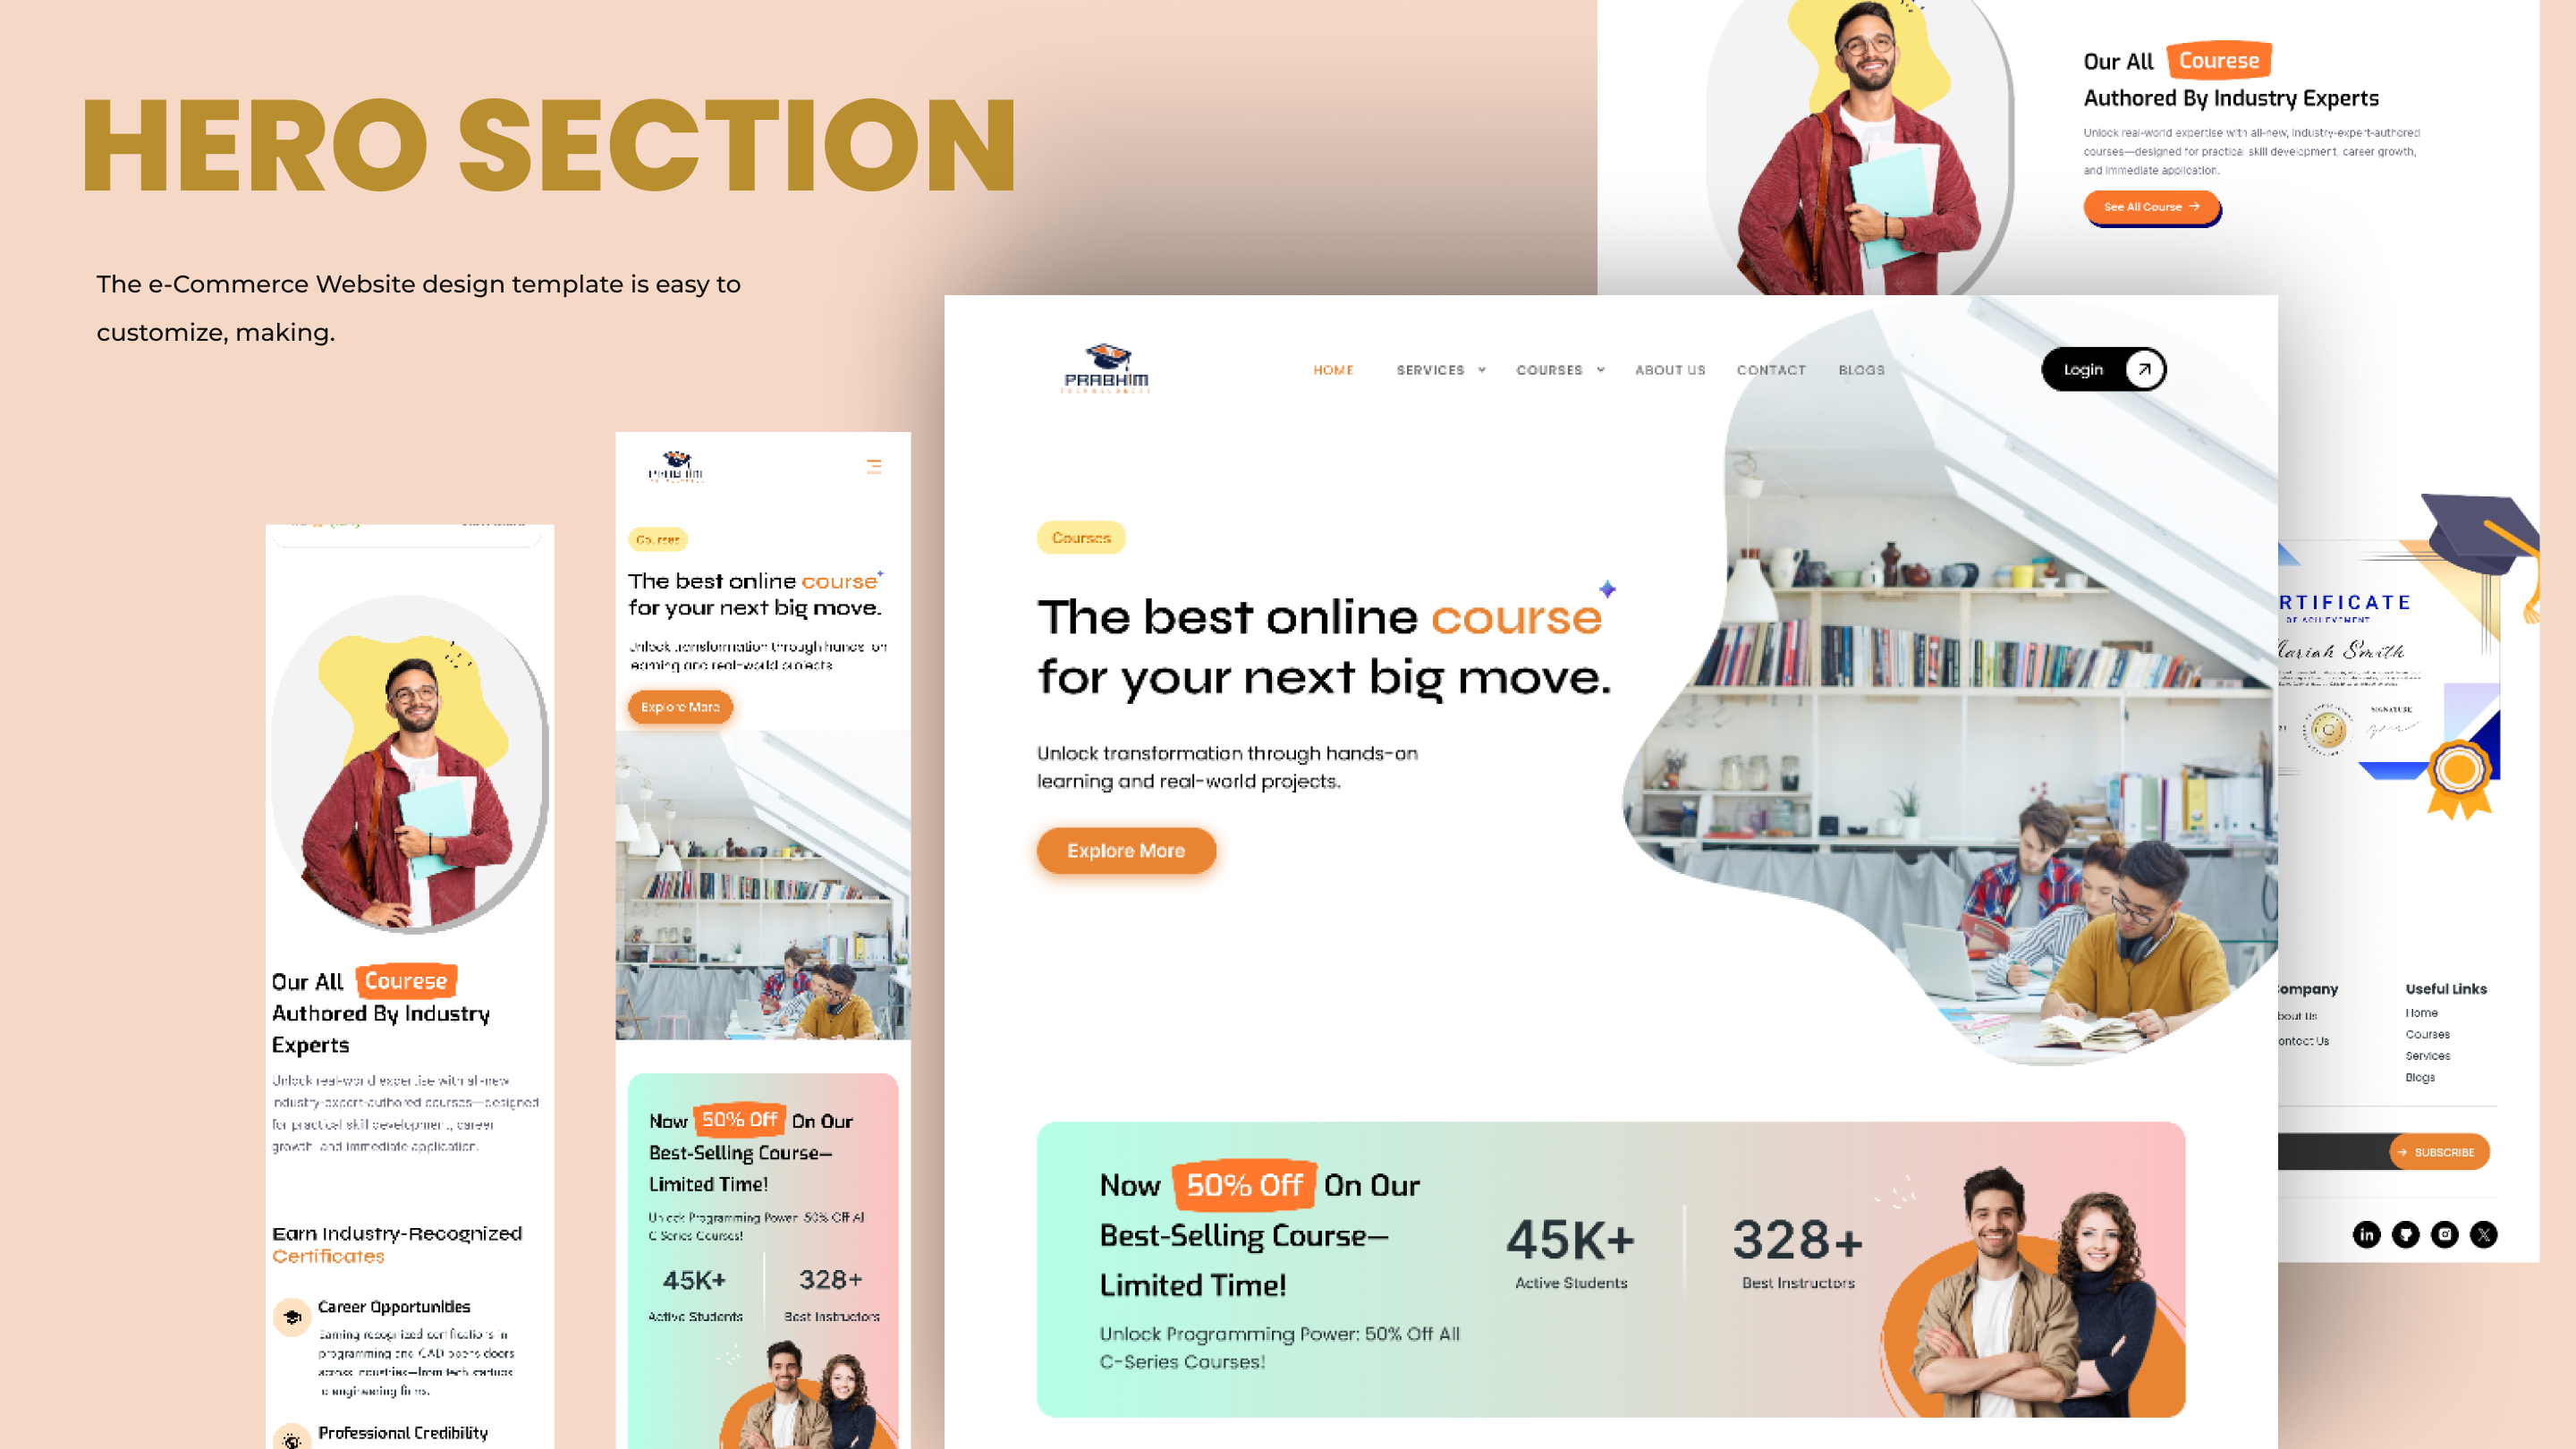 HERO SECTION
The e-Commerce Website design template is easy to
customize, making.
Our All Courese
Authored By Industry
Experts
Unlock real-world expertise with all-new
industry-expert-authored courses—designed
for practical skill development, career
growth, and immediate application.
Earn Industry-Recognized
Certificates
Career Opportunities
Earning recognized certifications in
programming and CAD opens doors
across industries—from tech startups
to engineering firms.
Professional Credibility
PRABHIM
Courses
The best online course
for your next big move.
Unlock transformation through hands-on
learning and real-world projects
Explore More
Now 50% Off On Our
Best-Selling Course—
Limited Time!
Unlock Programming Power: 50% Off All
C-Series Courses!
45K+
Active Students
328+
Best Instructors
PRABHIM
TECHNOLOGIES
HOME SERVICES COURSES ABOUT US CONTACT BLOGS
Login
Courses
The best online course
for your next big move.
Unlock transformation through hands-on
learning and real-world projects.
Explore More
Now 50% Off On Our
Best-Selling Course—
Limited Time!
Unlock Programming Power: 50% Off All
C-Series Courses!
45K+
Active Students
328+
Best Instructors
Our All Courese
Authored By Industry Experts
Unlock real-world expertise with all-new, industry-expert-authored
courses—designed for practical skill development, career growth,
and immediate application.
See All Course
RTIFICATE
OF ACHIEVEMENT
ariah Smith
SIGNATURE
ompany
bout Us
ontact Us
Useful Links
Home
Courses
Services
Blogs
SUBSCRIBE